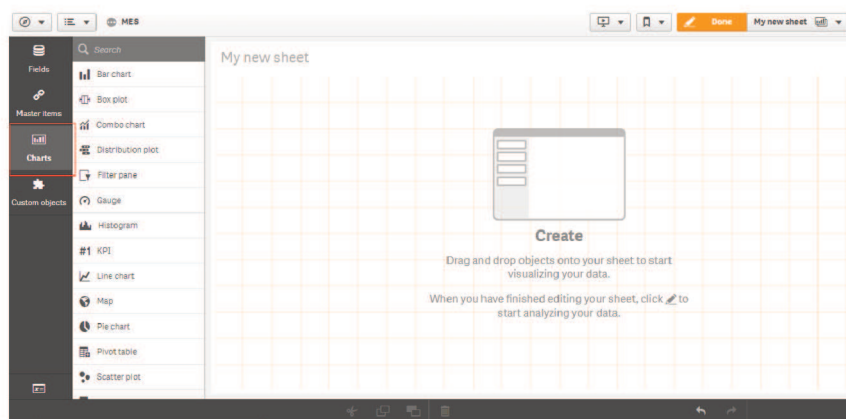 MES
Done
My new sheet
Fields
Master items
Charts
Custom objects
Search
Bar chart
Box plot
Combo chart
Distribution plot
Filter pane
Gauge
Histogram
#1 KPI
Line chart
Map
Pie chart
Pivot table
Scatter plot
My new sheet
Create
Drag and drop objects onto your sheet to start
visualizing your data.
When you have finished editing your sheet, click to
start analyzing your data.